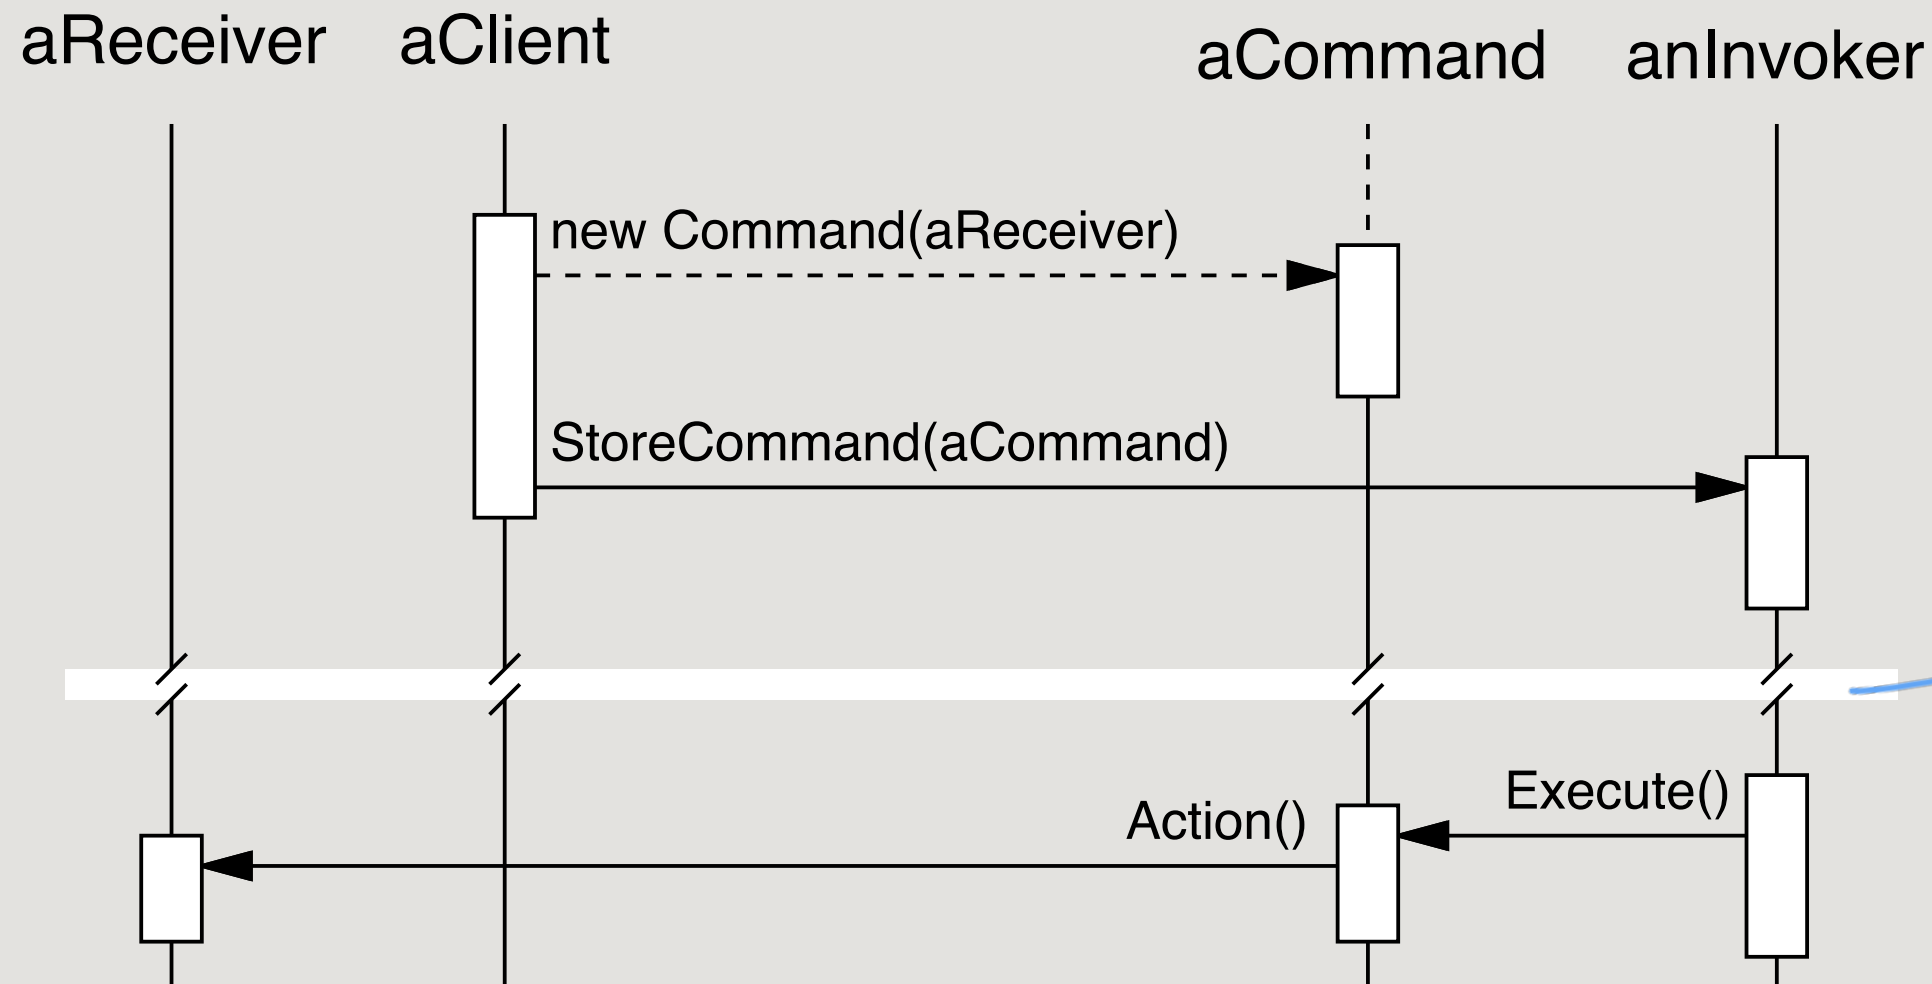 aReceiver
aClient
aCommand
anInvoker
new Command(aReceiver)
StoreCommand(aCommand)
Execute()
Action()